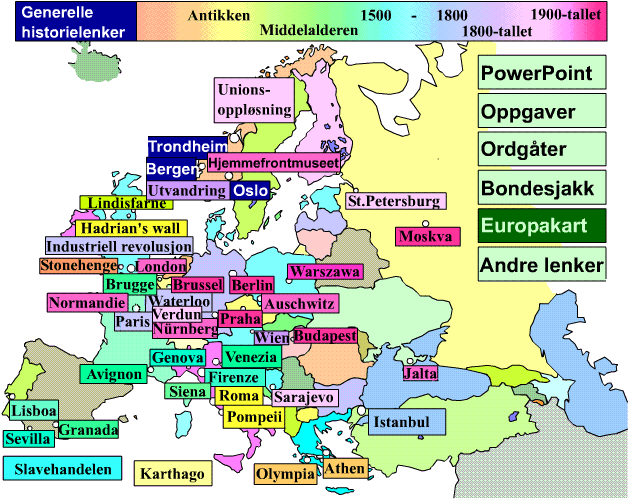 Generelle
historielenker
Antikken
Middelalderen
1500 - 1800
1800-tallet
1900-tallet
PowerPoint
Oppgaver
Ordgåter
Bondesjakk
Europakart
Andre lenker
Unions-
oppløsning
Trondheim
Bergen
Hjemmefrontmuseet
Utvandring
Oslo
Lindisfarne
St.Petersburg
Hadrian's wall
Moskva
Industriell revolusjon
Stonehenge
London
Warszawa
Brugge
Brussel
Berlin
Normandie
Waterloo
Auschwitz
Paris
Verdun
Praha
Nürnberg
Wien
Budapest
Genova
Venezia
Avignon
Firenze
Jalta
Siena
Roma
Sarajevo
Lisboa
Pompeii
Istanbul
Sevilla
Granada
Slavehandelen
Karthago
Olympia
Athen